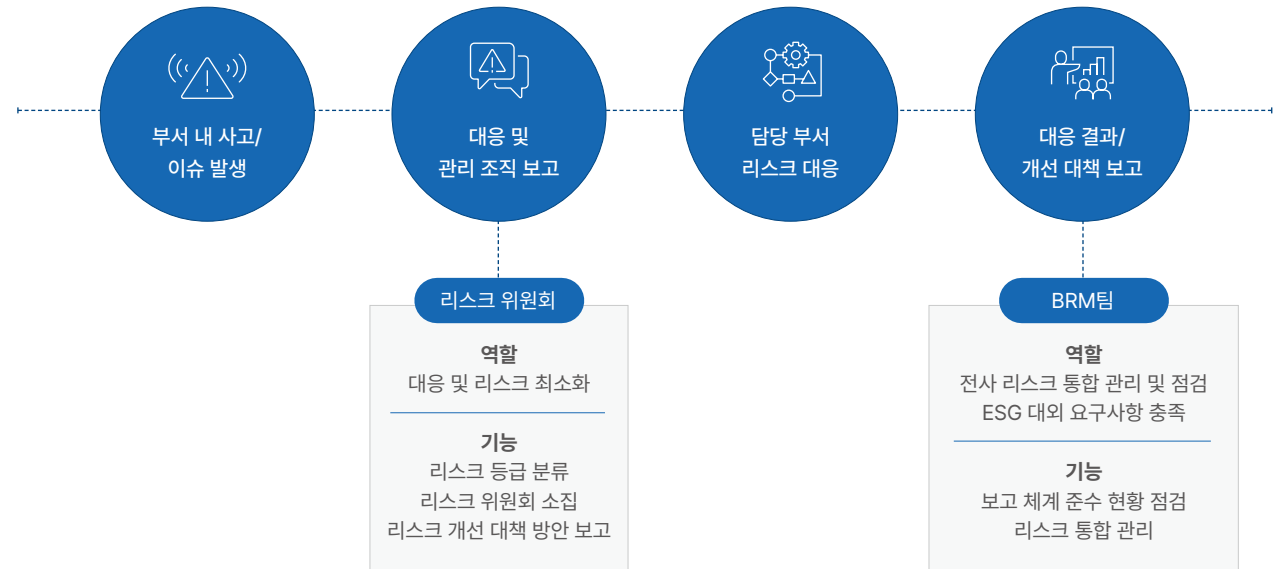 부서 내 사고/
이슈 발생
대응 및
관리 조직 보고
담당 부서
리스크 대응
대응 결과/
개선 대책 보고
리스크 위원회
역할
대응 및 리스크 최소화
기능
리스크 등급 분류
리스크 위원회 소집
리스크 개선 대책 방안 보고
BRM팀
역할
전사 리스크 통합 관리 및 점검
ESG 대외 요구사항 충족
기능
보고 체계 준수 현황 점검
리스크 통합 관리